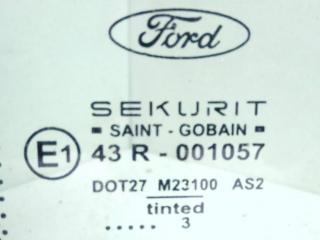 Ford
SEKURIT
SAINT - GOBAIN
E1 43 R - 001057
DOT27 M23100 AS2
tinted
..... 3